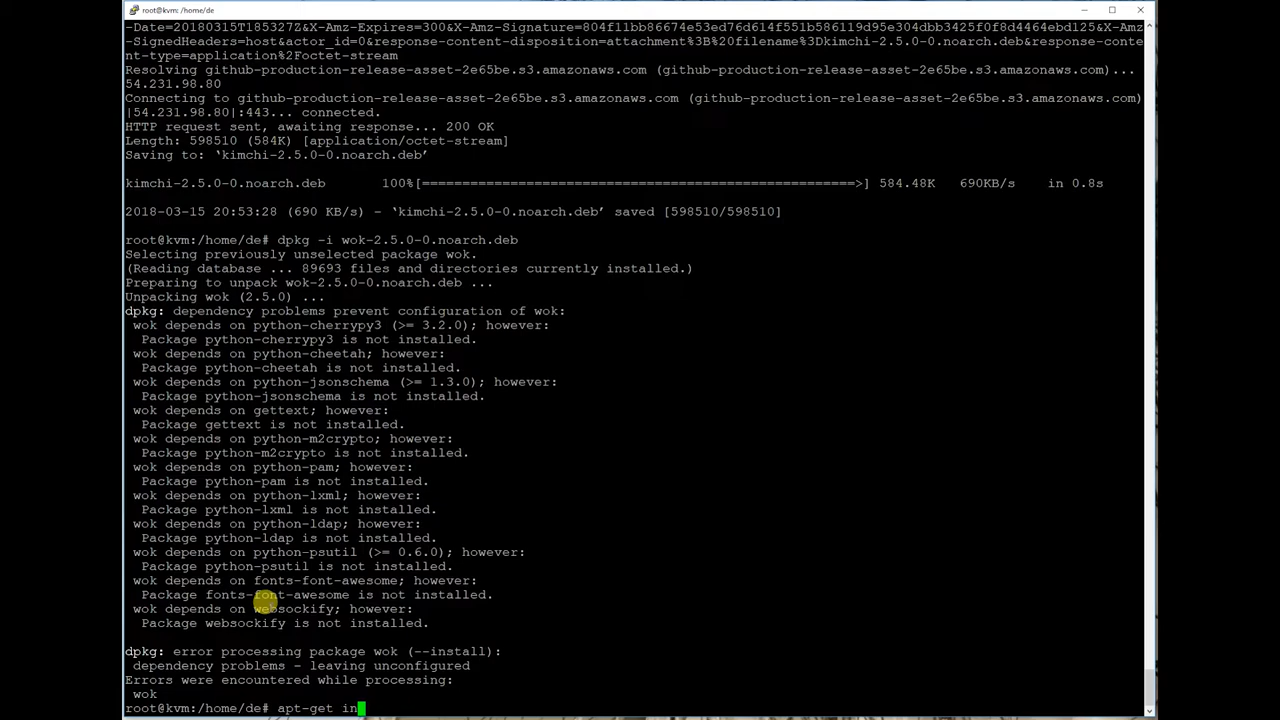 root@kvm: /home/de
-Date=20180315T185327Z&X-Amz-Expires=300&X-Amz-Signature=804f11bb86674e53ed76d614f551b586119d95e304dbb3425f0f8d4464ebd125&X-Amz
-SignedHeaders=host&actor_id=0&response-content-disposition=attachment%3B%20filename%3Dkimchi-2.5.0-0.noarch.deb&response-conte
nt-type=application%2Foctet-stream
Resolving github-production-release-asset-2e65be.s3.amazonaws.com (github-production-release-asset-2e65be.s3.amazonaws.com)...
54.231.98.80
Connecting to github-production-release-asset-2e65be.s3.amazonaws.com (github-production-release-asset-2e65be.s3.amazonaws.com)
|54.231.98.80|:443... connected.
HTTP request sent, awaiting response... 200 OK
Length: 598510 (584K) [application/octet-stream]
Saving to: ‘kimchi-2.5.0-0.noarch.deb’
kimchi-2.5.0-0.noarch.deb       100%[======================================================>] 584.48K   690KB/s    in 0.8s
2018-03-15 20:53:28 (690 KB/s) - ‘kimchi-2.5.0-0.noarch.deb’ saved [598510/598510]
root@kvm:/home/de# dpkg -i wok-2.5.0-0.noarch.deb
Selecting previously unselected package wok.
(Reading database ... 89693 files and directories currently installed.)
Preparing to unpack wok-2.5.0-0.noarch.deb ...
Unpacking wok (2.5.0) ...
dpkg: dependency problems prevent configuration of wok:
 wok depends on python-cherrypy3 (>= 3.2.0); however:
  Package python-cherrypy3 is not installed.
 wok depends on python-cheetah; however:
  Package python-cheetah is not installed.
 wok depends on python-jsonschema (>= 1.3.0); however:
  Package python-jsonschema is not installed.
 wok depends on gettext; however:
  Package gettext is not installed.
 wok depends on python-m2crypto; however:
  Package python-m2crypto is not installed.
 wok depends on python-pam; however:
  Package python-pam is not installed.
 wok depends on python-lxml; however:
  Package python-lxml is not installed.
 wok depends on python-ldap; however:
  Package python-ldap is not installed.
 wok depends on python-psutil (>= 0.6.0); however:
  Package python-psutil is not installed.
 wok depends on fonts-font-awesome; however:
  Package fonts-font-awesome is not installed.
 wok depends on websockify; however:
  Package websockify is not installed.
dpkg: error processing package wok (--install):
 dependency problems - leaving unconfigured
Errors were encountered while processing:
 wok
root@kvm:/home/de# apt-get in